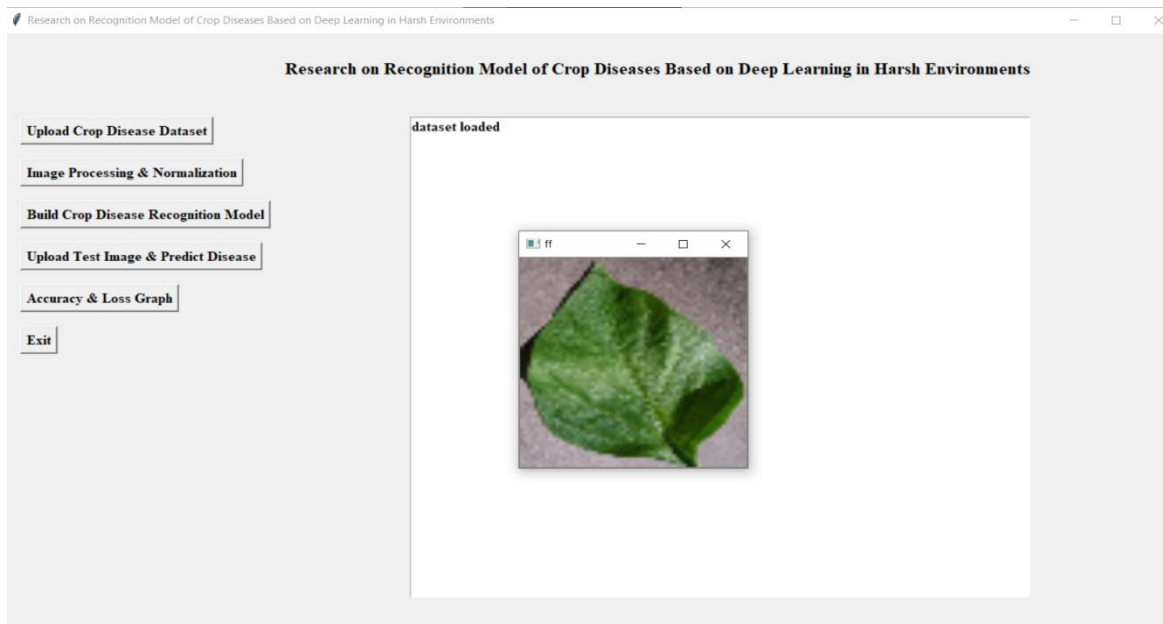 Research on Recognition Model of Crop Diseases Based on Deep Learning in Harsh Environments
Research on Recognition Model of Crop Diseases Based on Deep Learning in Harsh Environments
Upload Crop Disease Dataset
Image Processing & Normalization
Build Crop Disease Recognition Model
Upload Test Image & Predict Disease
Accuracy & Loss Graph
Exit
dataset loaded
ff